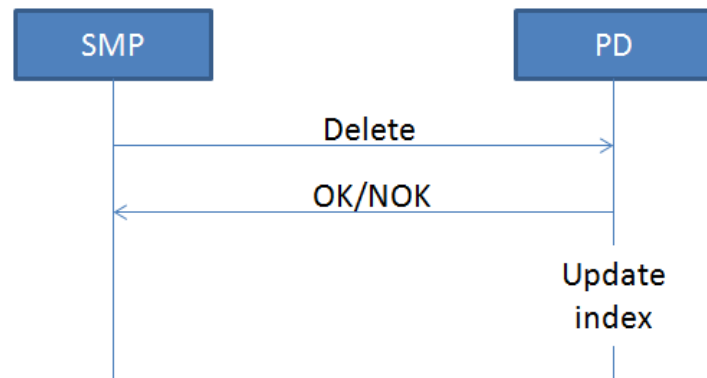 SMP
PD
Delete
OK/NOK
Update
index